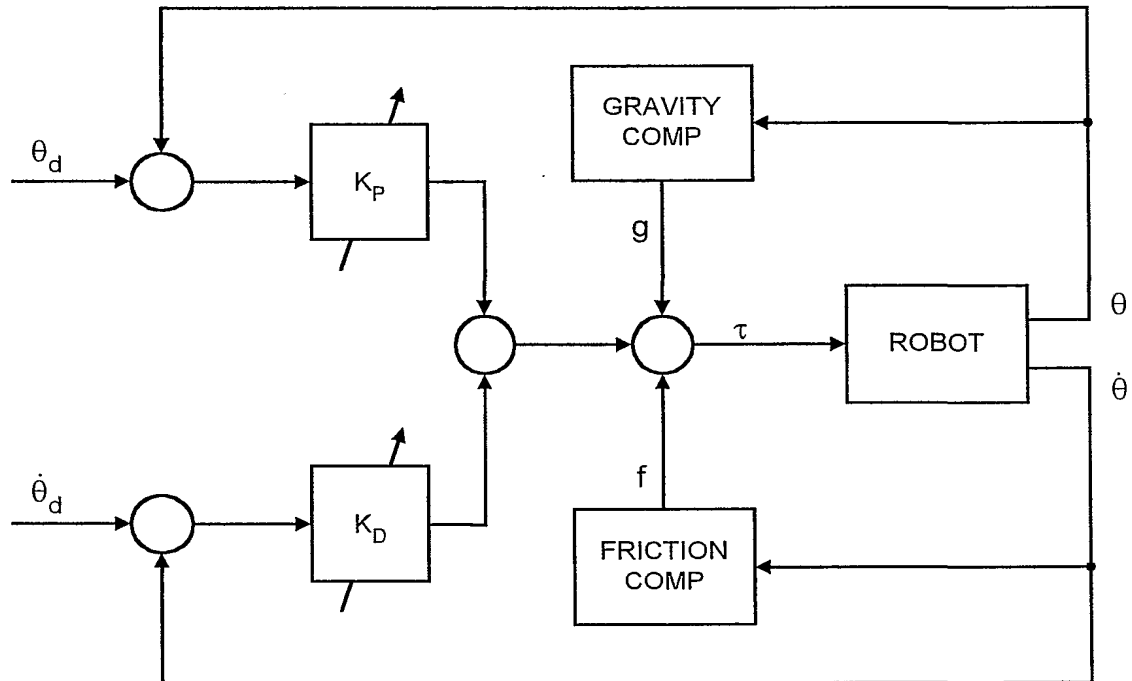 GRAVITY
COMP
θd
KP
g
θ
τ
ROBOT
θ̇
f
θ̇d
KD
FRICTION
COMP